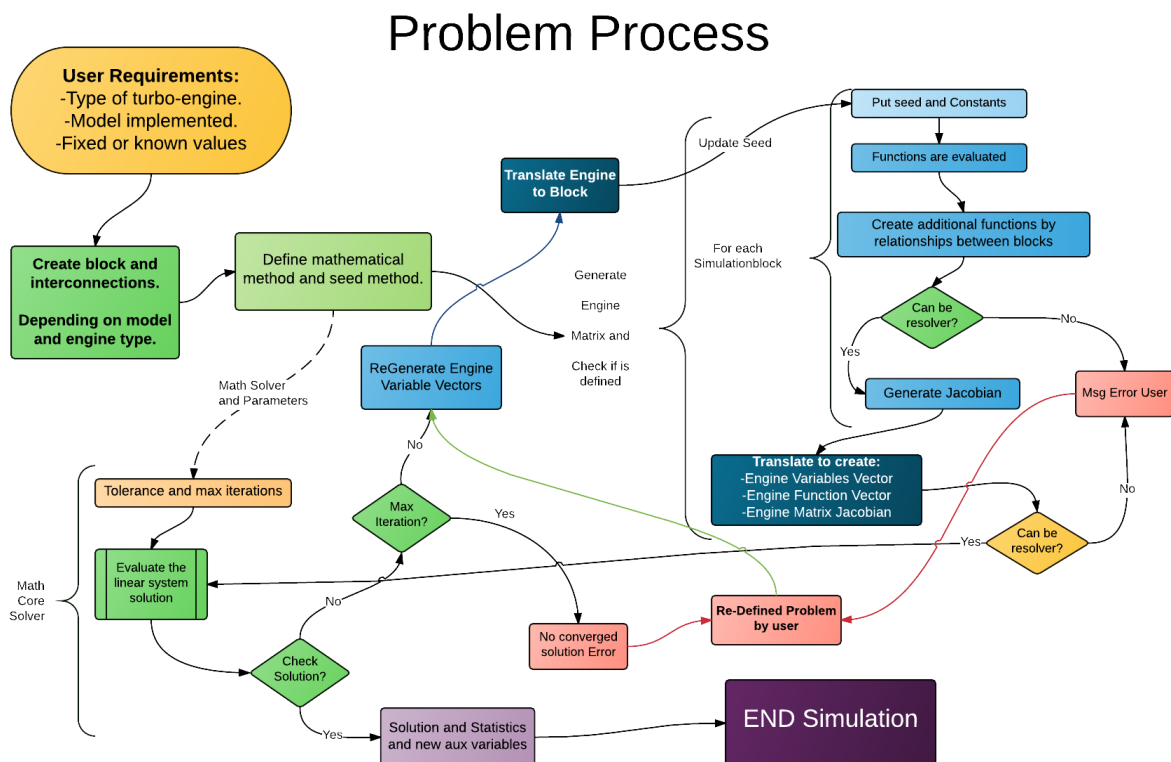 Problem Process
User Requirements:
-Type of turbo-engine.
-Model implemented.
-Fixed or known values
Create block and
interconnections.
Depending on model
and engine type.
Define mathematical
method and seed method.
Translate Engine
to Block
Update Seed
Put seed and Constants
Functions are evaluated
Create additional functions by
relationships between blocks
For each
Simulationblock
Generate
Engine
Matrix and
Check if is
defined
Can be
resolver?
No
Yes
Generate Jacobian
Msg Error User
ReGenerate Engine
Variable Vectors
Math Solver
and Parameters
No
Translate to create:
-Engine Variables Vector
-Engine Function Vector
-Engine Matrix Jacobian
No
Can be
resolver?
Yes
Tolerance and max iterations
Max
Iteration?
Yes
Evaluate the
linear system
solution
Math
Core
Solver
No
Check
Solution?
No converged
solution Error
Re-Defined Problem
by user
Yes
Solution and Statistics
and new aux variables
END Simulation